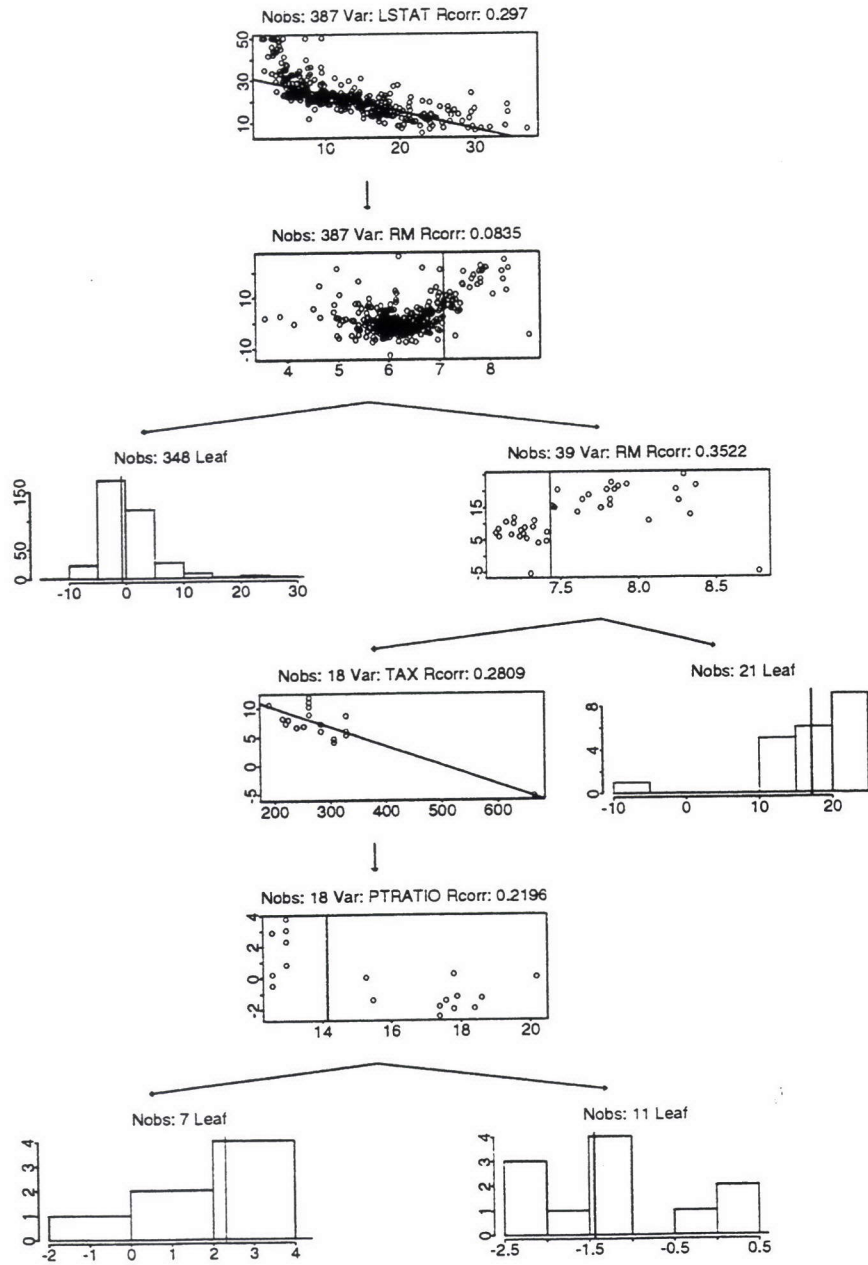 Nobs: 387 Var: LSTAT Rcorr: 0.297
50
30
10
10 20 30
Nobs: 387 Var: RM Rcorr: 0.0835
10
-10
4 5 6 7 8
Nobs: 348 Leaf
150
50
0
-10 0 10 20 30
Nobs: 39 Var: RM Rcorr: 0.3522
15
5
-5
7.5 8.0 8.5
Nobs: 18 Var: TAX Rcorr: 0.2809
10
5
0
-5
200 300 400 500 600
Nobs: 21 Leaf
8
4
0
-10 0 10 20
Nobs: 18 Var: PTRATIO Rcorr: 0.2196
4
2
0
-2
14 16 18 20
Nobs: 7 Leaf
4
3
2
1
0
-2 -1 0 1 2 3 4
Nobs: 11 Leaf
4
3
2
1
0
-2.5 -1.5 -0.5 0.5